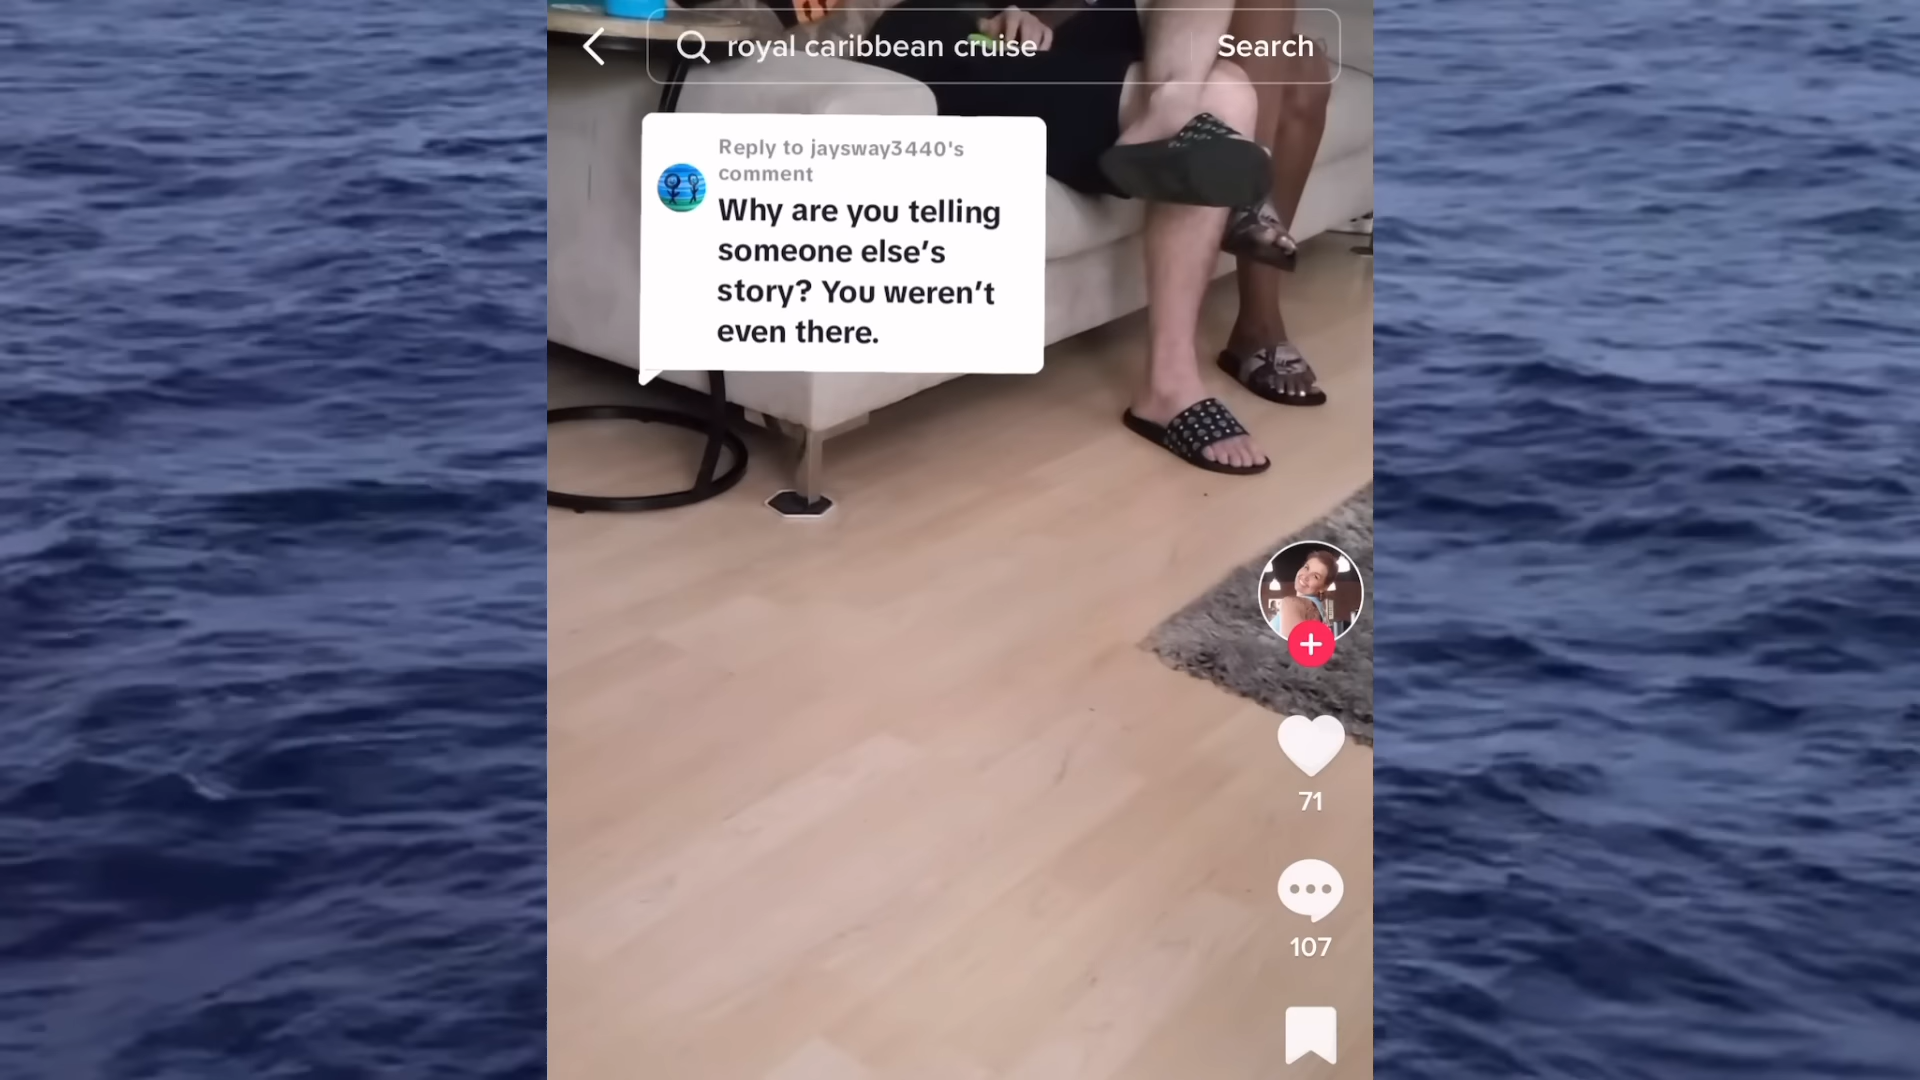 royal caribbean cruise
Search
Reply to jaysway3440's
comment
Why are you telling
someone else’s
story? You weren’t
even there.
71
107